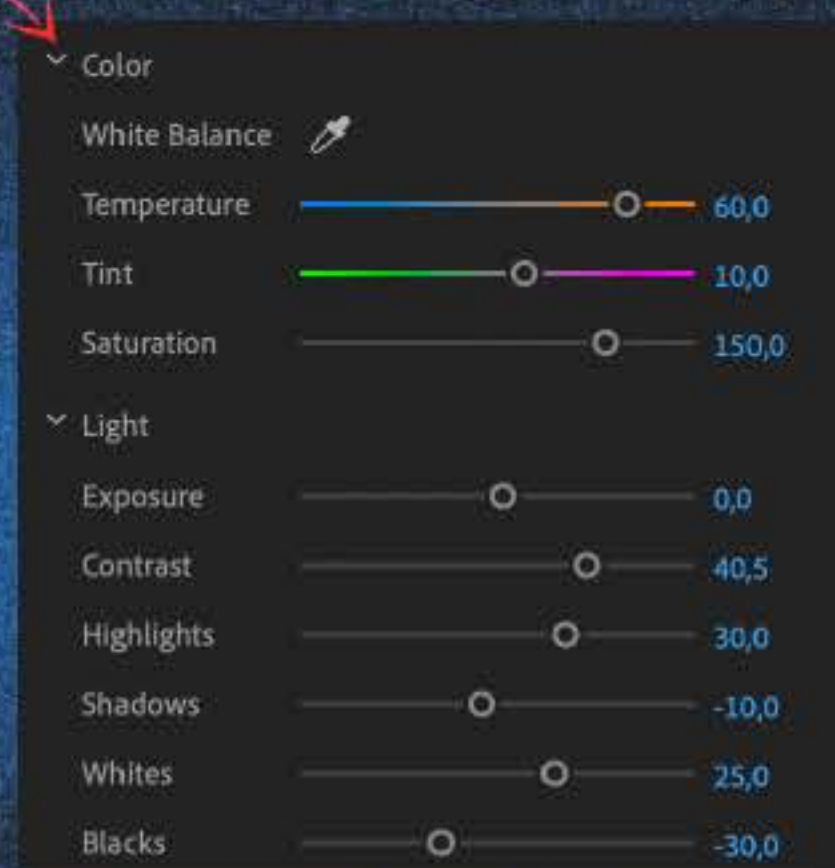 Color
White Balance
Temperature 60,0
Tint 10,0
Saturation 150,0
Light
Exposure 0,0
Contrast 40,5
Highlights 30,0
Shadows -10,0
Whites 25,0
Blacks -30,0